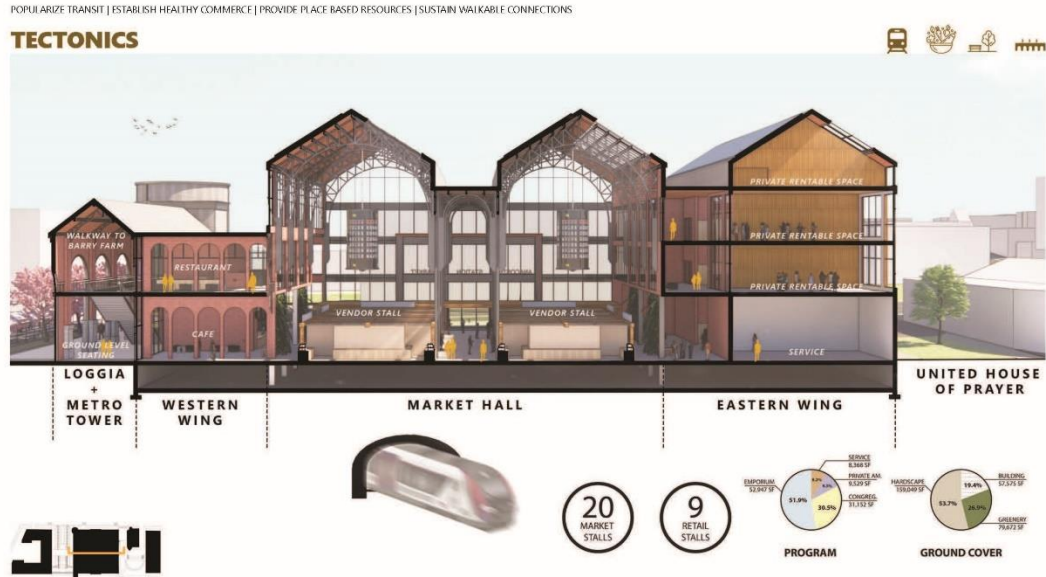 POPULARIZE TRANSIT | ESTABLISH HEALTHY COMMERCE | PROVIDE PLACE BASED RESOURCES | SUSTAIN WALKABLE CONNECTIONS
TECTONICS
PRIVATE RENTABLE SPACE
WALKWAY TO
BARRY FARM
PRIVATE RENTABLE SPACE
RESTAURANT
PRIVATE RENTABLE SPACE
VENDOR STALL
VENDOR STALL
CAFE
GROUND LEVEL
SEATING
SERVICE
LOGGIA
+
METRO
TOWER
WESTERN
WING
MARKET HALL
EASTERN WING
UNITED HOUSE
OF PRAYER
20
MARKET
STALLS
9
RETAIL
STALLS
SERVICE
8,368 SF
EMPORIUM
52,947 SF
PRIVATE AM.
9,529 SF
CONGREG.
31,152 SF
51.9%
8.2%
30.5%
PROGRAM
HARDSCAPE
159,049 SF
BUILDING
57,575 SF
GREENERY
79,672 SF
19.4%
53.7%
26.9%
GROUND COVER